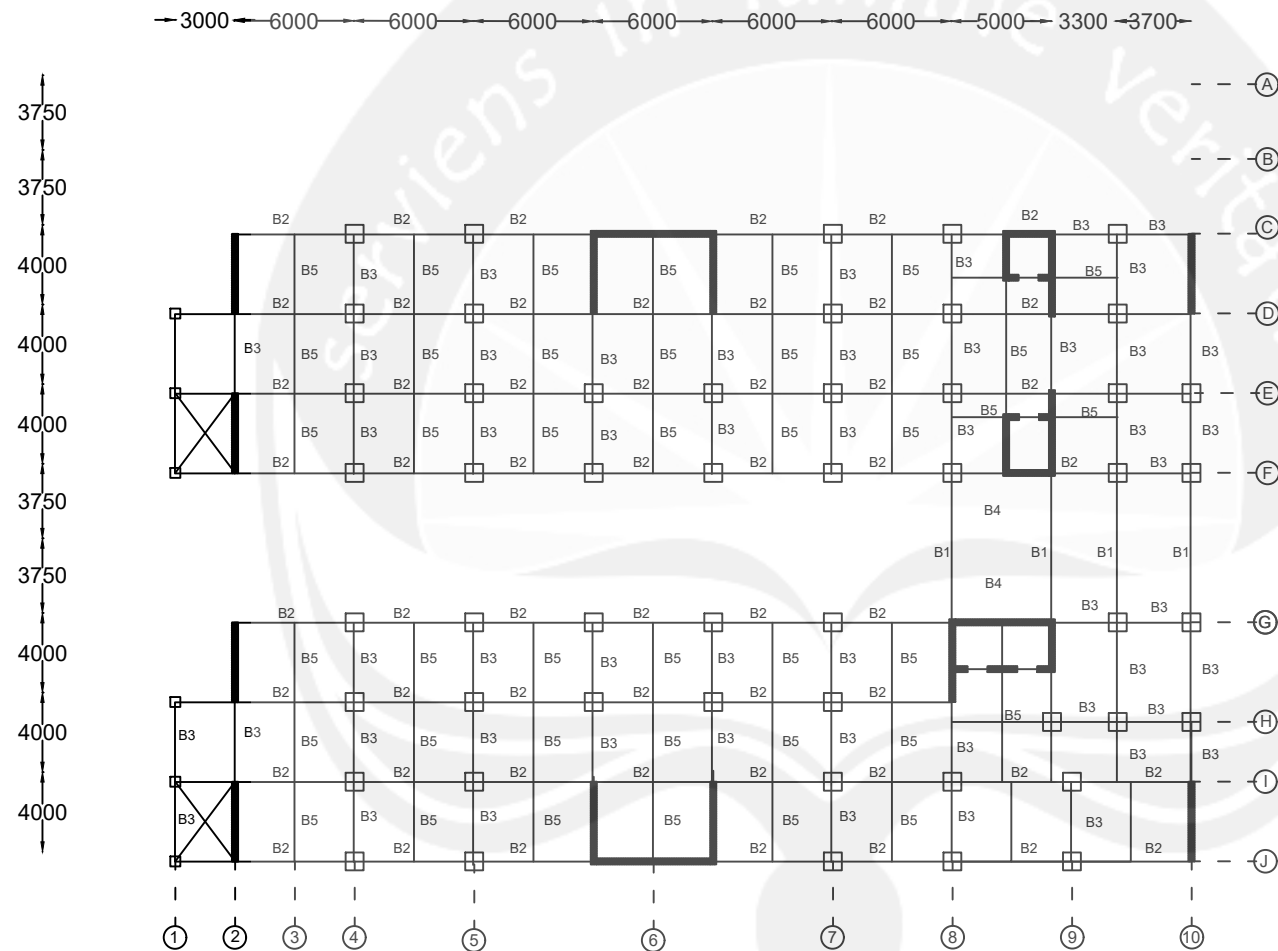 3000 6000 6000 6000 6000 6000 6000 5000 3300 3700
serviens in lumine verita
A
3750
B
3750
B2 B2 B2 B2 B2 B2 B3 B3 C
4000
B5 B3 B5 B3 B5 B5 B5 B3 B5 B3 B5 B3
B2 B2 B2 B2 B2 B2 B2 D
4000
B3 B5 B3 B5 B3 B5 B3 B5 B3 B5 B3 B5 B3 B5 B3 B3 B3
B2 B2 B2 B2 B2 B2 B2 E
4000
B5
B5 B3 B5 B3 B5 B3 B5 B3 B5 B3 B5 B3 B5 B3 B3
B2 B2 B2 B2 B2 B2 B2 B3 F
3750
B4
B1 B1 B1 B1
3750
B4
B2 B2 B2 B2 B2 B2 B3 B3 G
4000
B5 B3 B5 B3 B5 B3 B5 B3 B5 B3 B5 B3 B3
B2 B2 B2 B2 B2 B2
4000
B3 B3 B5 B3 B5 B3 B5 B3 B5 B3 B5 B3 B5 B3 B5 B3 B3 B3 B3 H
B2 B2 B2 B2 B2 B2 B2 B2 I
4000
B3 B5 B3 B5 B3 B5 B5 B5 B3 B5 B3 B3
B2 B2 B2 B2 B2 B2 B2 J
1 2 3 4 5 6 7 8 9 10